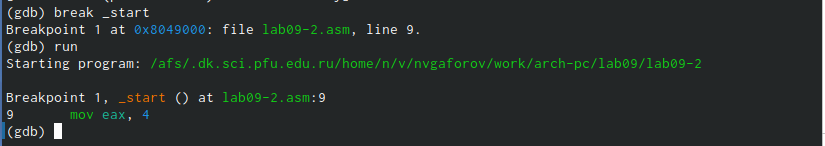 (gdb) break _start
Breakpoint 1 at 0x8049000: file lab09-2.asm, line 9.
(gdb) run
Starting program: /afs/.dk.sci.pfu.edu.ru/home/n/v/nvgaforov/work/arch-pc/lab09/lab09-2
Breakpoint 1, _start () at lab09-2.asm:9
9       mov eax, 4
(gdb)